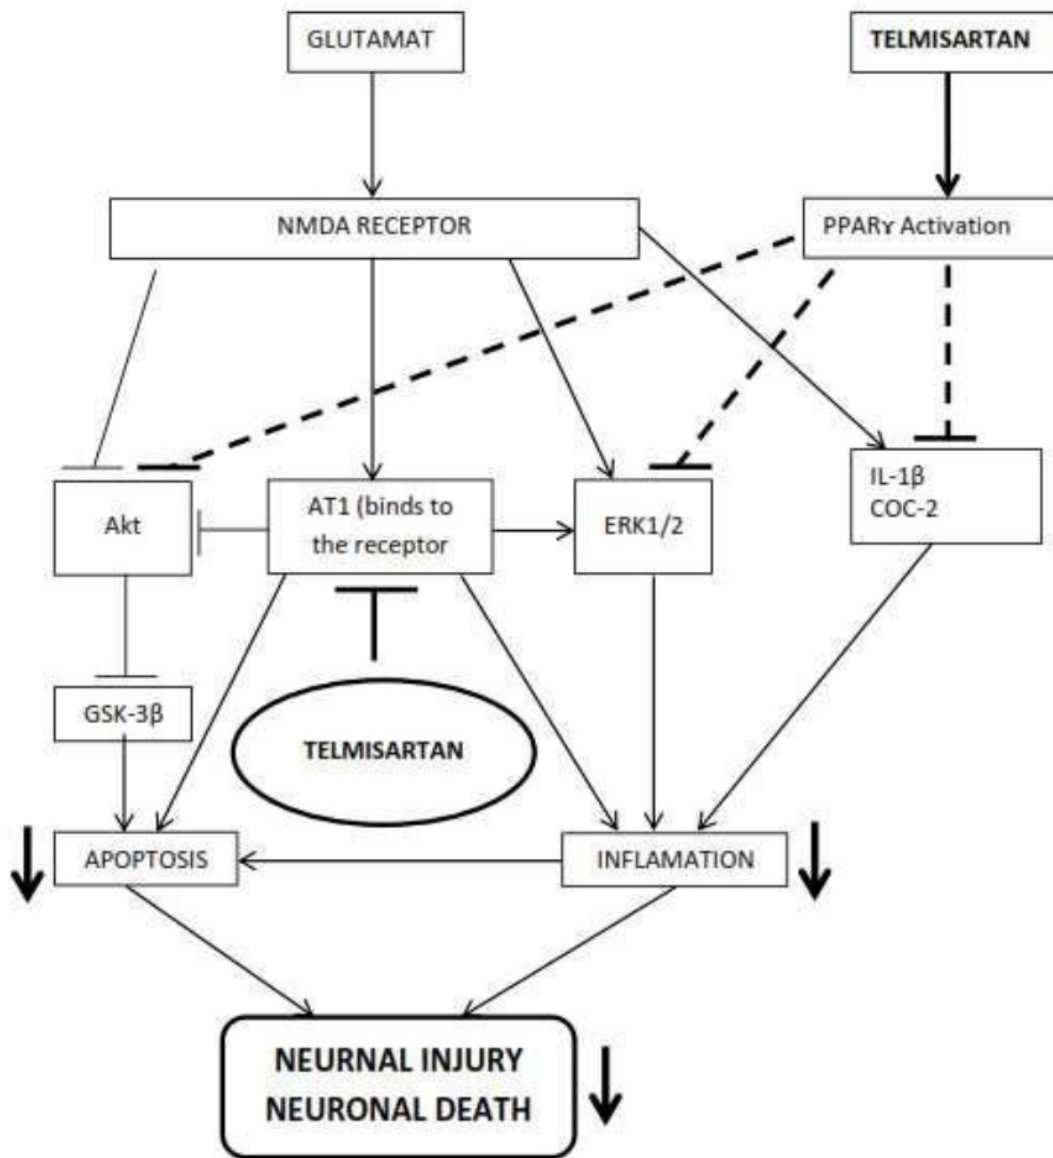 GLUTAMAT
TELMISARTAN
NMDA RECEPTOR
PPARɤ Activation
Akt
AT1 (binds to
the receptor
ERK1/2
IL-1β
COC-2
GSK-3β
TELMISARTAN
APOPTOSIS
INFLAMATION
NEURNAL INJURY
NEURONAL DEATH